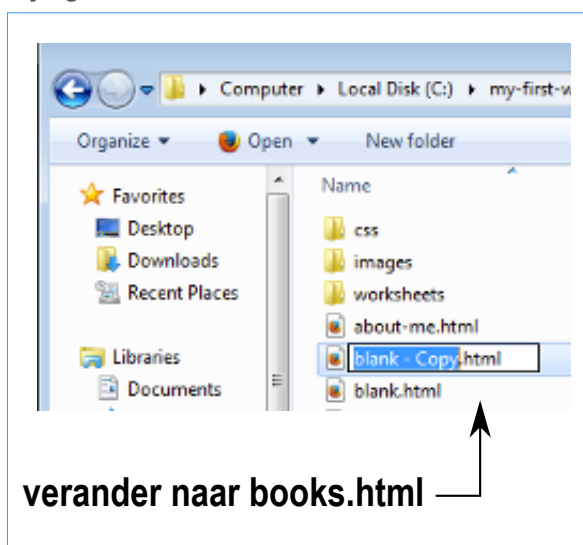 Computer Local Disk (C:) my-first-w
Organize Open New folder
Favorites
Desktop
Downloads
Recent Places
Libraries
Documents
Name
css
images
worksheets
about-me.html
blank - Copy.html
blank.html
verander naar books.html